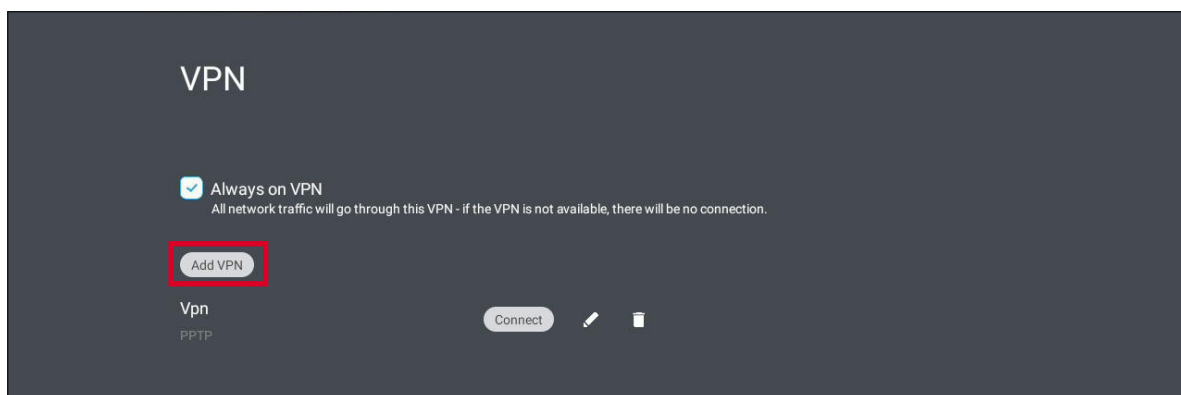 VPN
Always on VPN
All network traffic will go through this VPN - if the VPN is not available, there will be no connection.
Add VPN
Vpn
Connect
PPTP